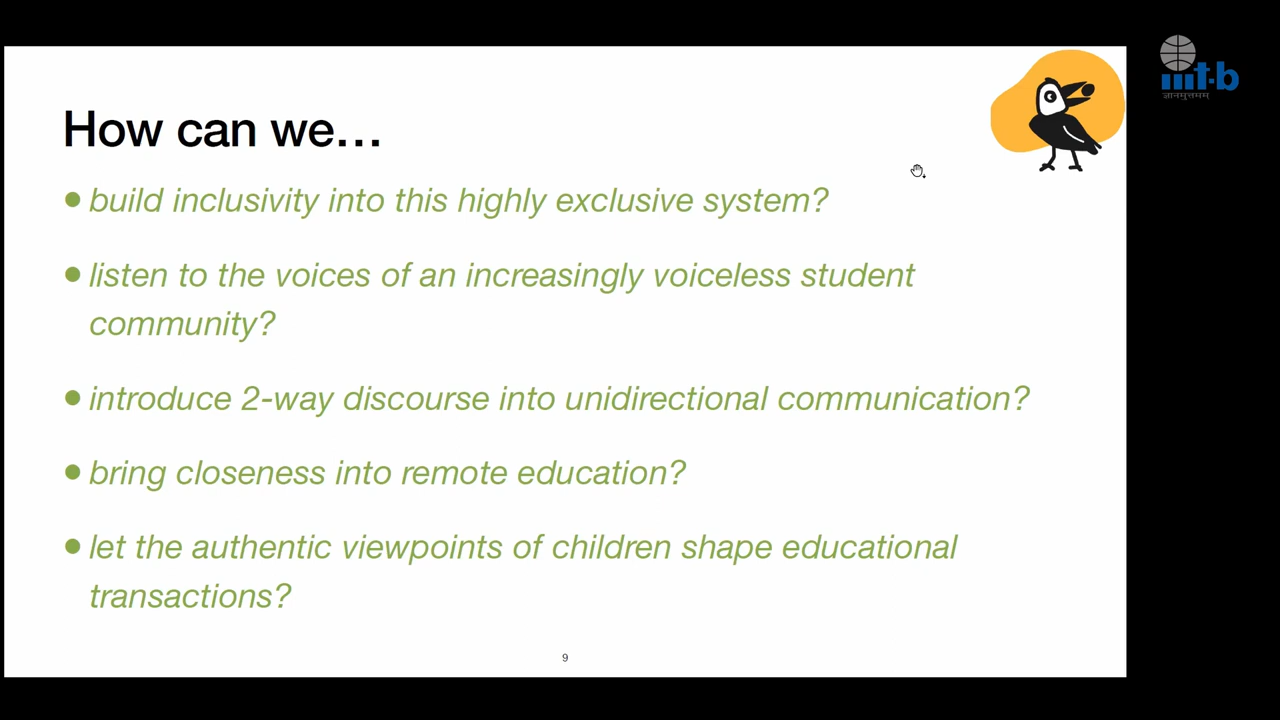 iiit-b
ज्ञानमुत्तमम्
How can we…
• build inclusivity into this highly exclusive system?
• listen to the voices of an increasingly voiceless student
community?
• introduce 2-way discourse into unidirectional communication?
• bring closeness into remote education?
• let the authentic viewpoints of children shape educational
transactions?
9